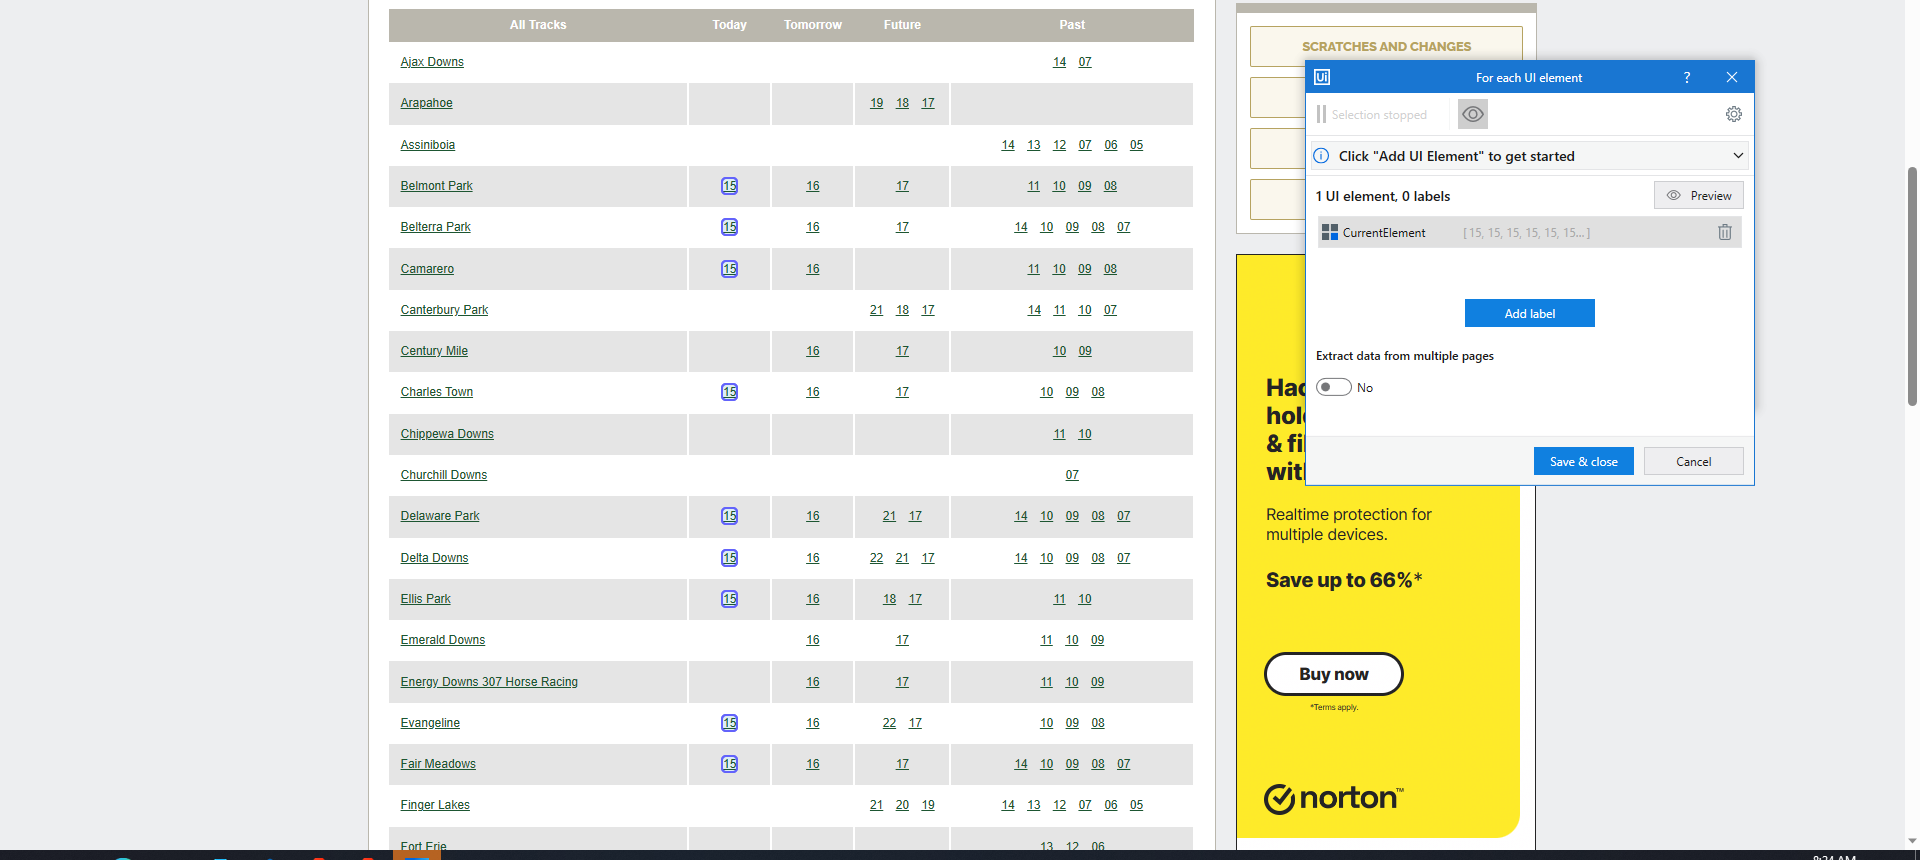 All Tracks Today Tomorrow Future Past
Ajax Downs 14 07
Arapahoe 19 18 17
Assiniboia 14 13 12 07 06 05
Belmont Park 15 16 17 11 10 09 08
Belterra Park 15 16 17 14 10 09 08 07
Camarero 15 16 11 10 09 08
Canterbury Park 21 18 17 14 11 10 07
Century Mile 16 17 10 09
Charles Town 15 16 17 10 09 08
Chippewa Downs 11 10
Churchill Downs 07
Delaware Park 15 16 21 17 14 10 09 08 07
Delta Downs 15 16 22 21 17 14 10 09 08 07
Ellis Park 15 16 18 17 11 10
Emerald Downs 16 17 11 10 09
Energy Downs 307 Horse Racing 16 17 11 10 09
Evangeline 15 16 22 17 10 09 08
Fair Meadows 15 16 17 14 10 09 08 07
Finger Lakes 21 20 19 14 13 12 07 06 05
Fort Erie 13 12 06
SCRATCHES AND CHANGES
Ui For each UI element ?
Selection stopped
Click "Add UI Element" to get started
1 UI element, 0 labels Preview
CurrentElement [ 15, 15, 15, 15, 15, 15... ]
Add label
Extract data from multiple pages
No
Save & close Cancel
& fi
Realtime protection for
multiple devices.
Save up to 66%*
Buy now
*Terms apply.
norton™
8:24 AM